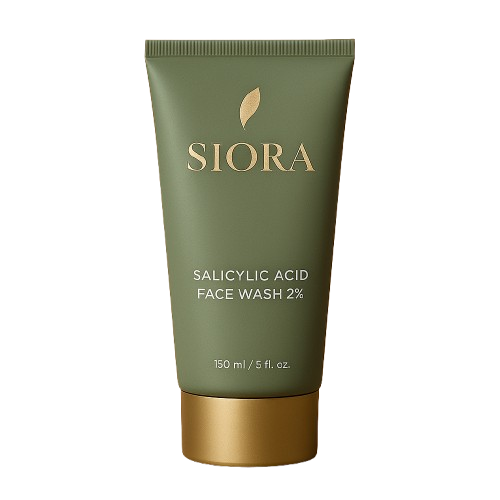 SIORA
SALICYLIC ACID
FACE WASH 2%
150 ml / 5 fl. oz.